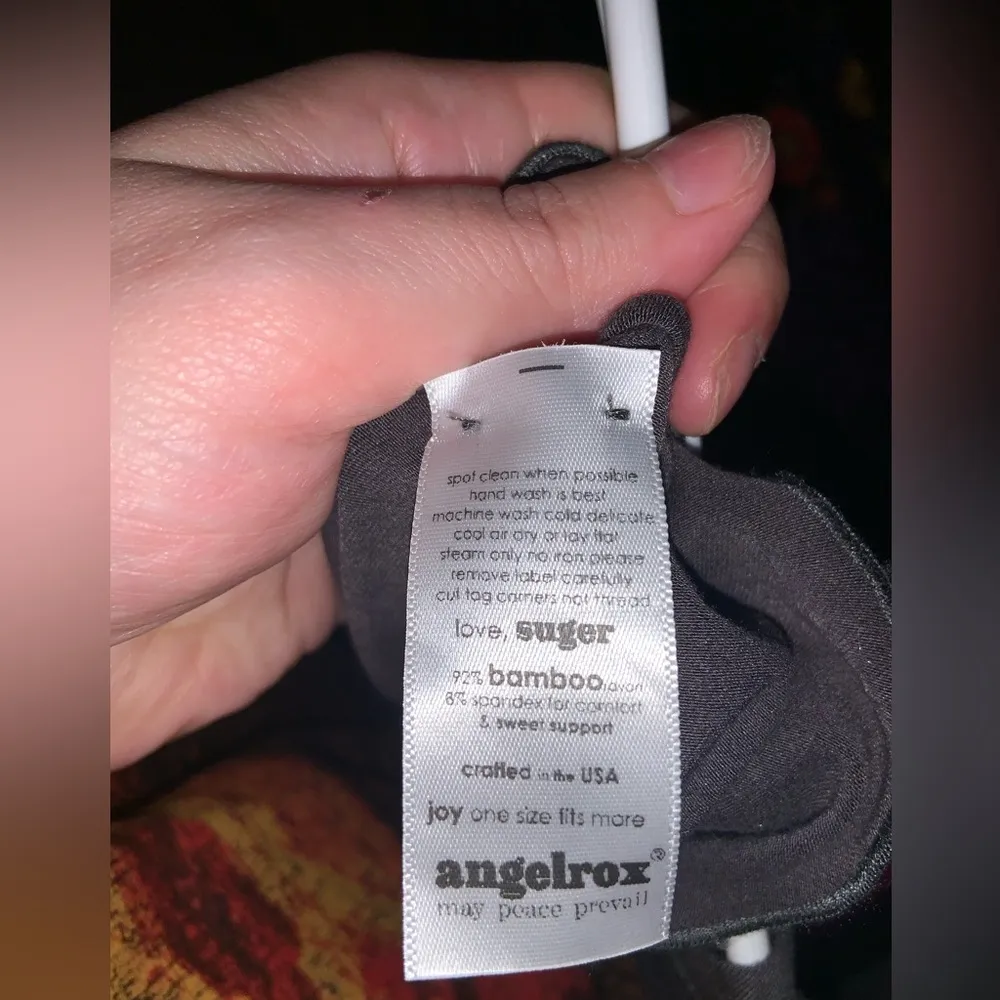 spot clean when possible
hand wash is best
machine wash cold delicate
cool air dry or lay flat
steam only no iron please
remove label carefully
cut tag corners not thread
love, suger
92% bamboo rayon
8% spandex for comfort
& sweet support
crafted in the USA
joy one size fits more
angelrox®
may peace prevail